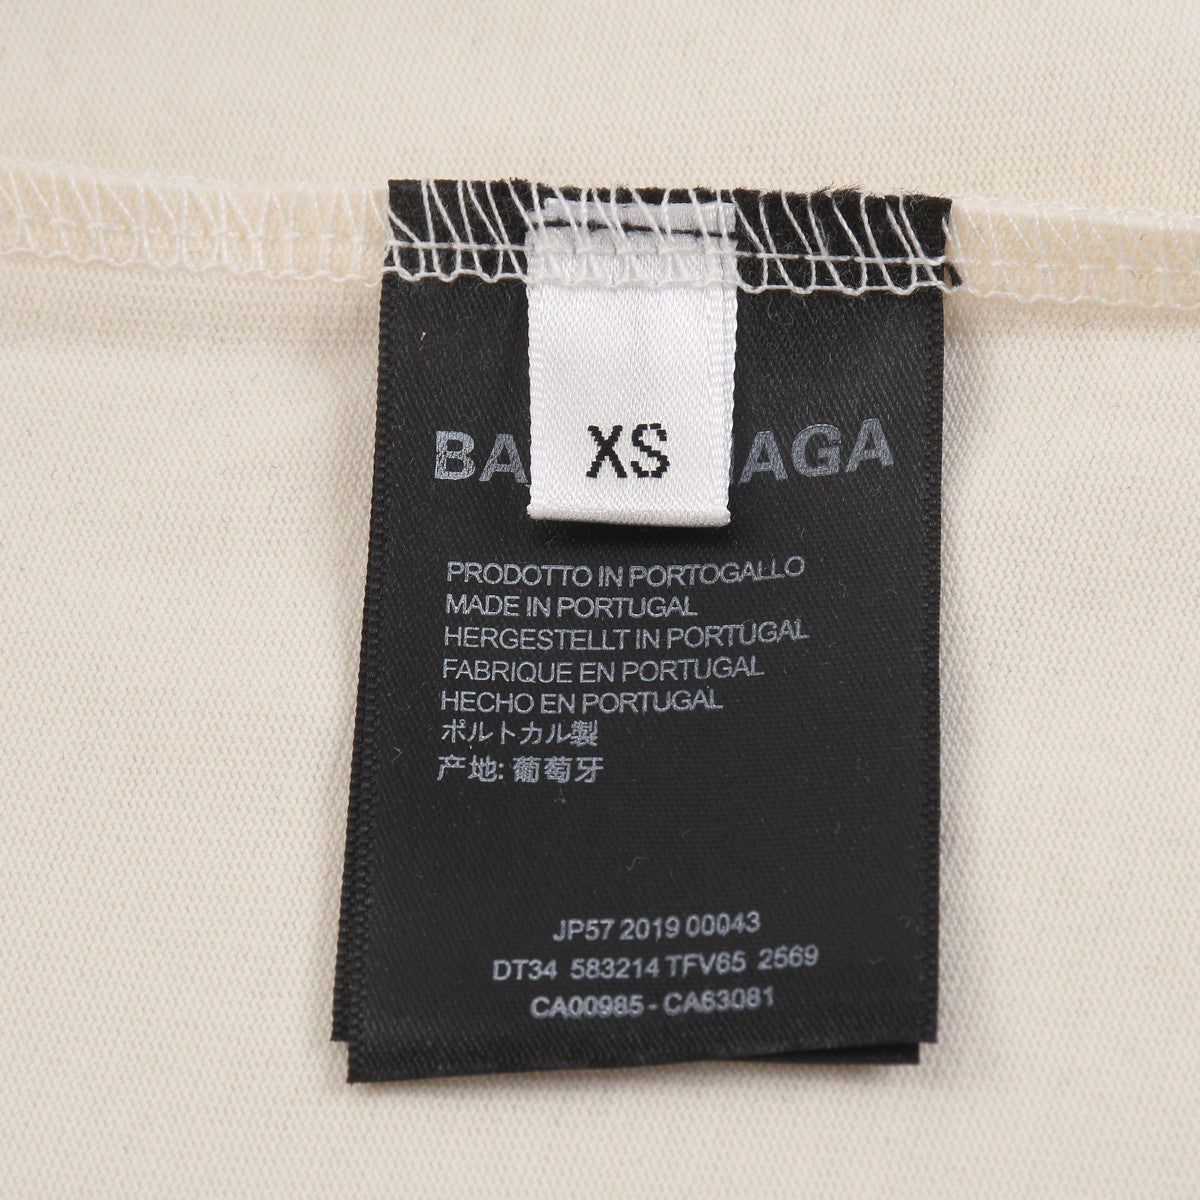 XS
BA AGA
PRODOTTO IN PORTOGALLO
MADE IN PORTUGAL
HERGESTELLT IN PORTUGAL
FABRIQUE EN PORTUGAL
HECHO EN PORTUGAL
ポルトカル製
产地: 葡萄牙
JP57 2019 00043
DT34 583214 TFV65 2569
CA00985 - CA63081